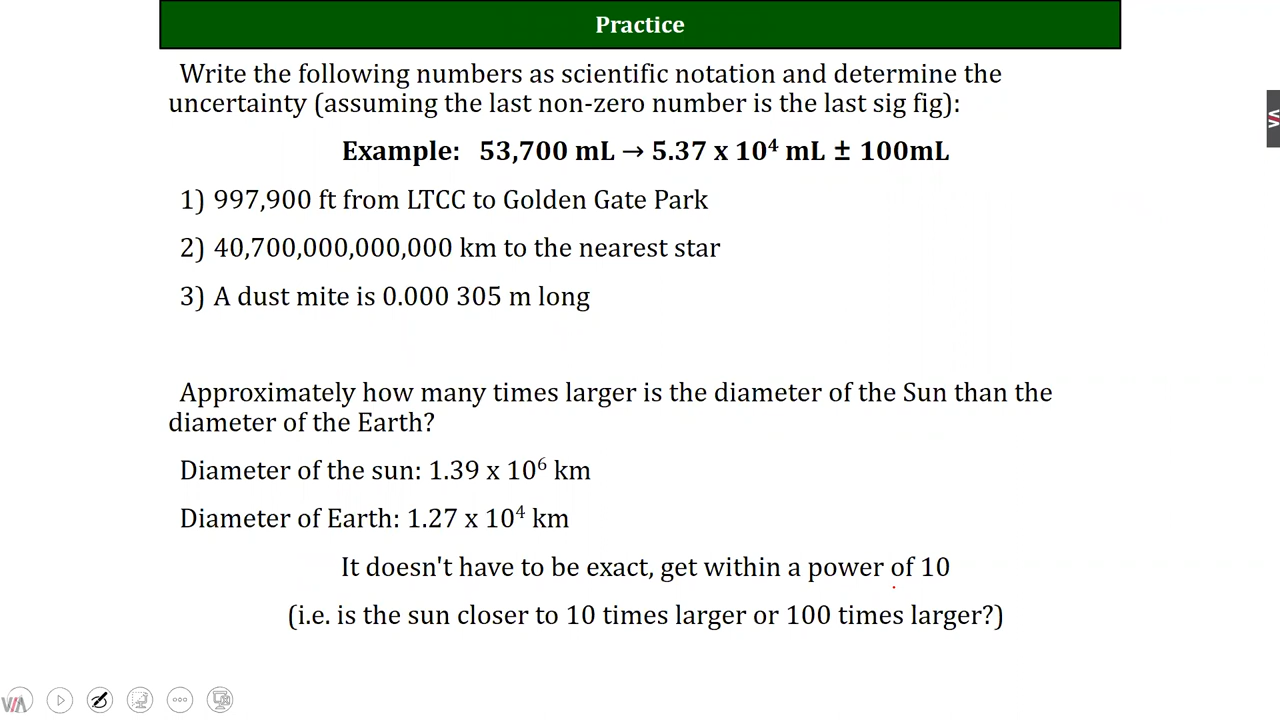 Practice
Write the following numbers as scientific notation and determine the
uncertainty (assuming the last non-zero number is the last sig fig):
Example: 53,700 mL → 5.37 x 10⁴ mL ± 100mL
1) 997,900 ft from LTCC to Golden Gate Park
2) 40,700,000,000,000 km to the nearest star
3) A dust mite is 0.000 305 m long
Approximately how many times larger is the diameter of the Sun than the
diameter of the Earth?
Diameter of the sun: 1.39 x 10⁶ km
Diameter of Earth: 1.27 x 10⁴ km
It doesn't have to be exact, get within a power of 10
(i.e. is the sun closer to 10 times larger or 100 times larger?)